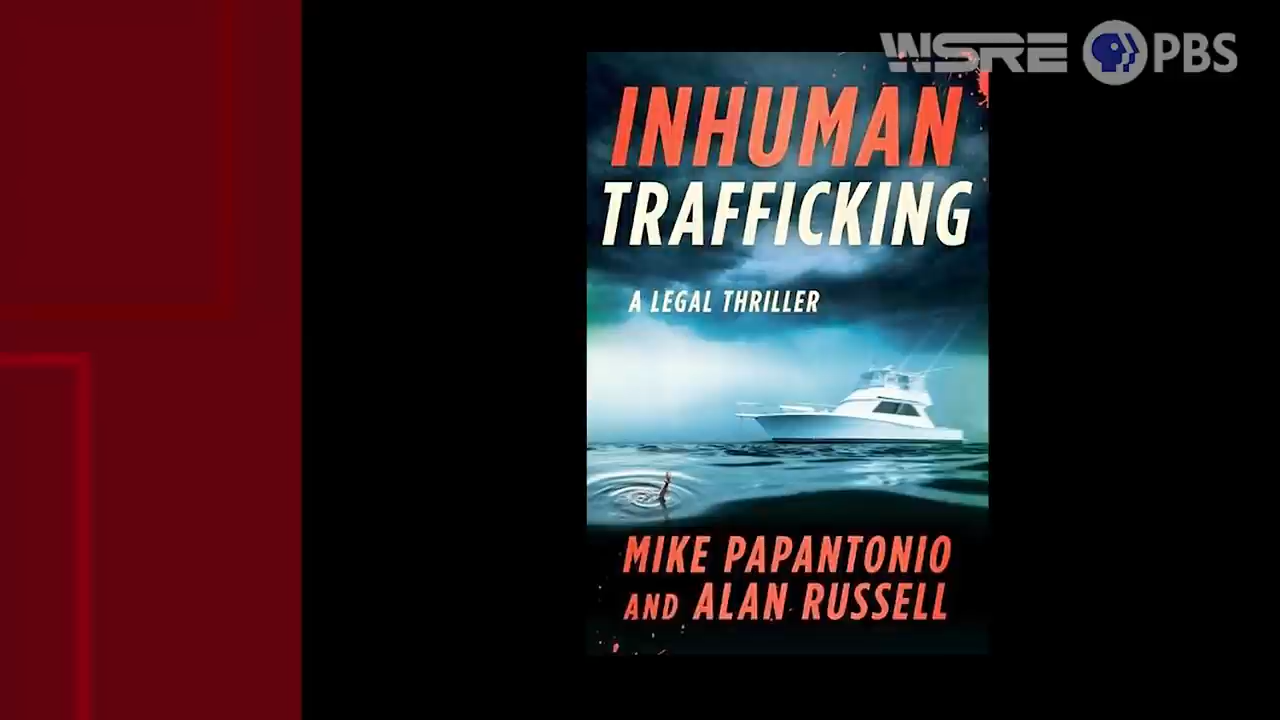 WSRE PBS
INHUMAN
TRAFFICKING
A LEGAL THRILLER
MIKE PAPANTONIO
AND ALAN RUSSELL